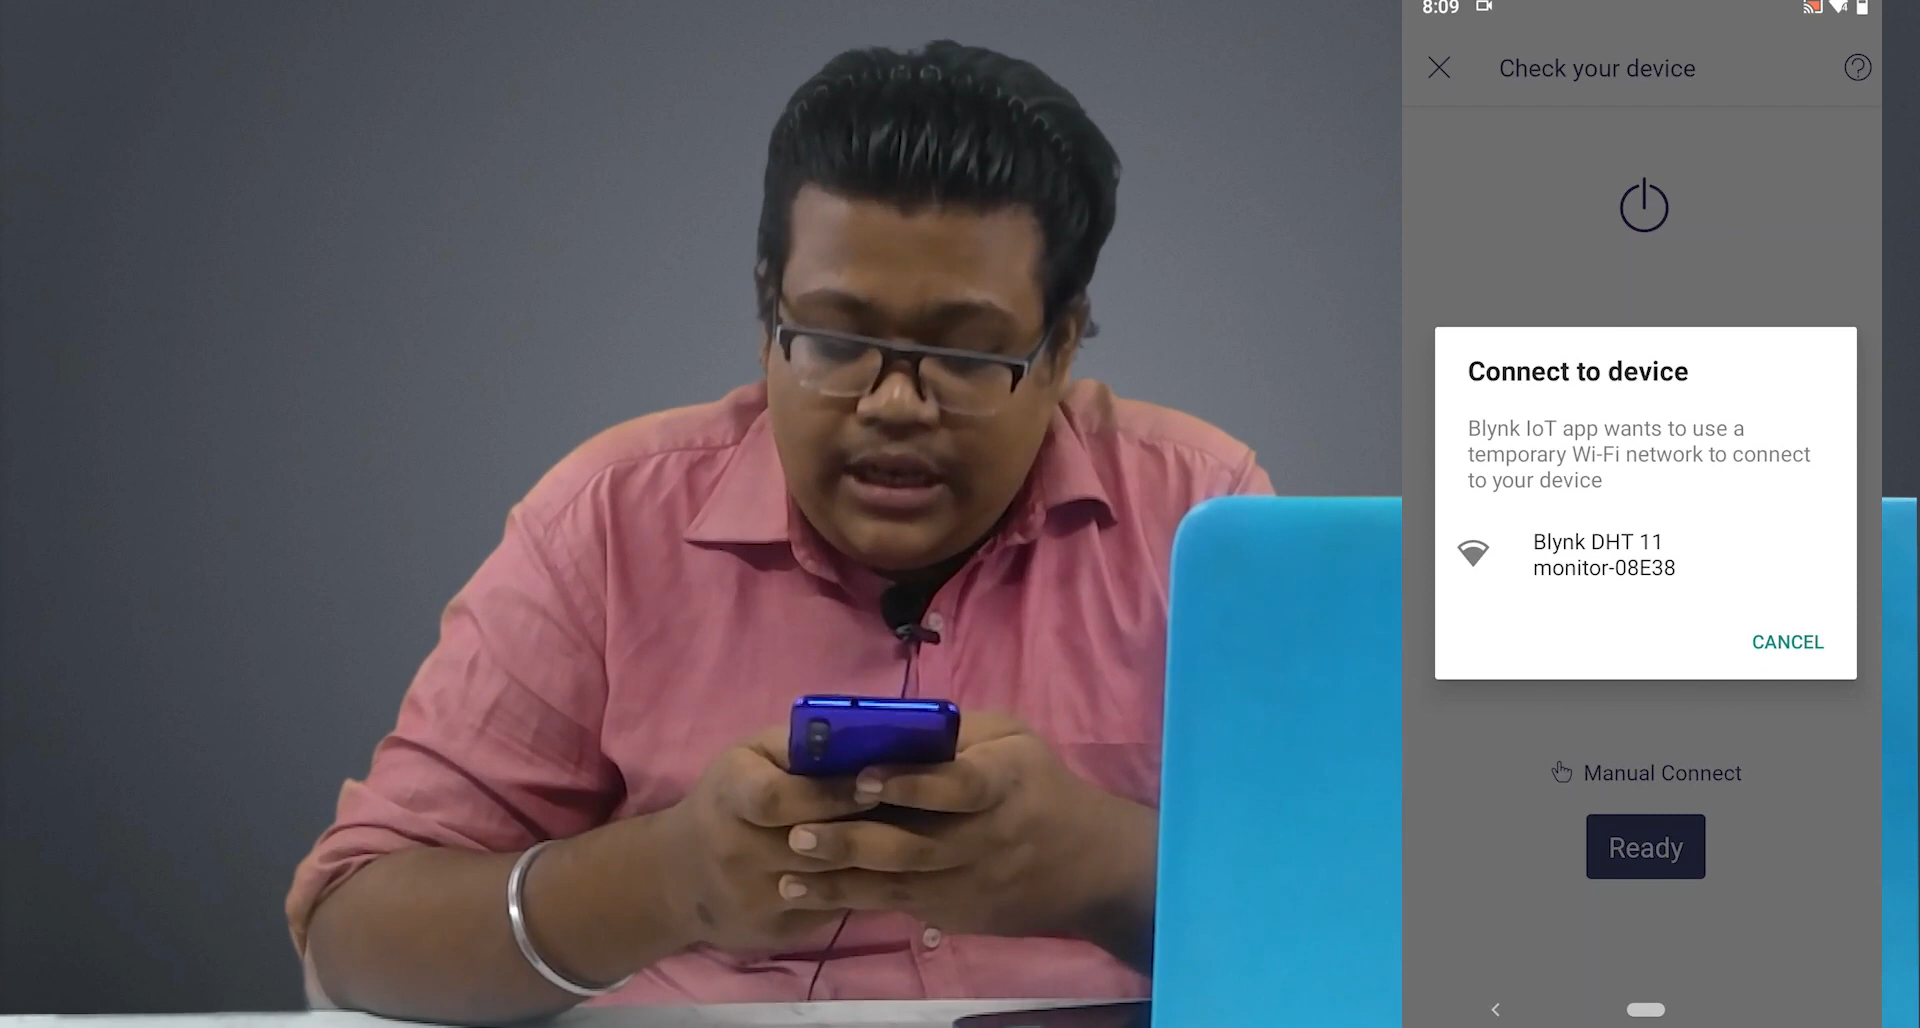 8:09
Check your device
Connect to device
Blynk IoT app wants to use a
temporary Wi-Fi network to connect
to your device
Blynk DHT 11
monitor-08E38
CANCEL
Manual Connect
Ready